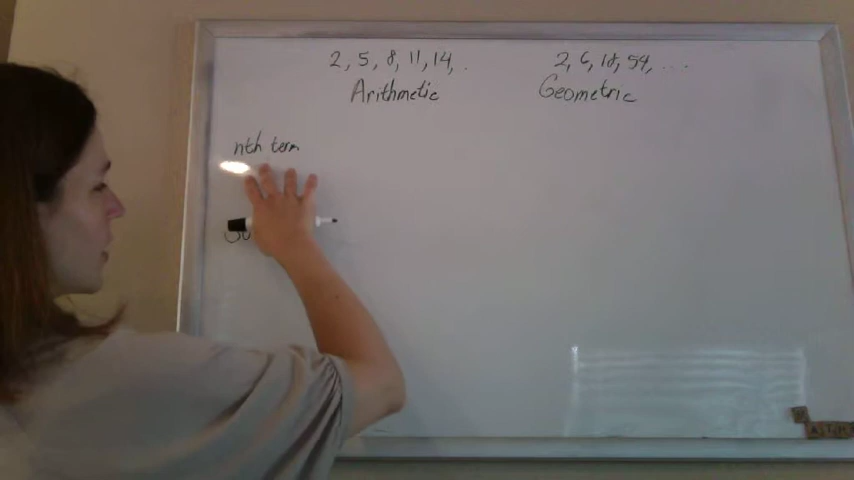 2, 5, 8, 11, 14, .
2, 6, 18, 54, ...
Arithmetic
Geometric
nth term